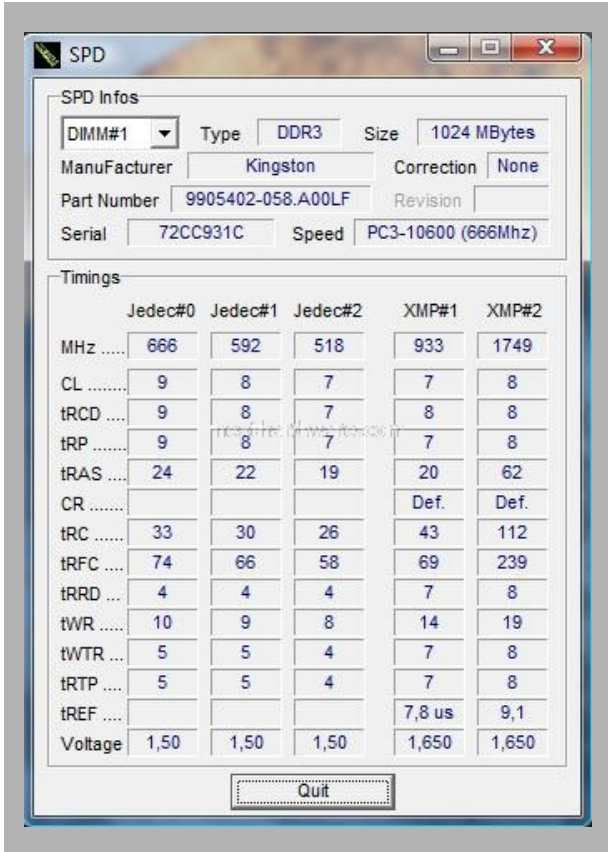 SPD
SPD Infos
DIMM#1 Type DDR3 Size 1024 MBytes
ManuFacturer Kingston Correction None
Part Number 9905402-058.A00LF Revision
Serial 72CC931C Speed PC3-10600 (666Mhz)
Timings
Jedec#0 Jedec#1 Jedec#2 XMP#1 XMP#2
MHz ..... 666 592 518 933 1749
CL ........ 9 8 7 7 8
tRCD .... 9 8 7 8 8
tRP ....... 9 8 7 7 8
tRAS .... 24 22 19 20 62
CR ....... Def. Def.
tRC ...... 33 30 26 43 112
tRFC .... 74 66 58 69 239
tRRD ... 4 4 4 7 8
tWR ..... 10 9 8 14 19
tWTR ... 5 5 4 7 8
tRTP .... 5 5 4 7 8
tREF .... 7,8 us 9,1
Voltage 1,50 1,50 1,50 1,650 1,650
Quit